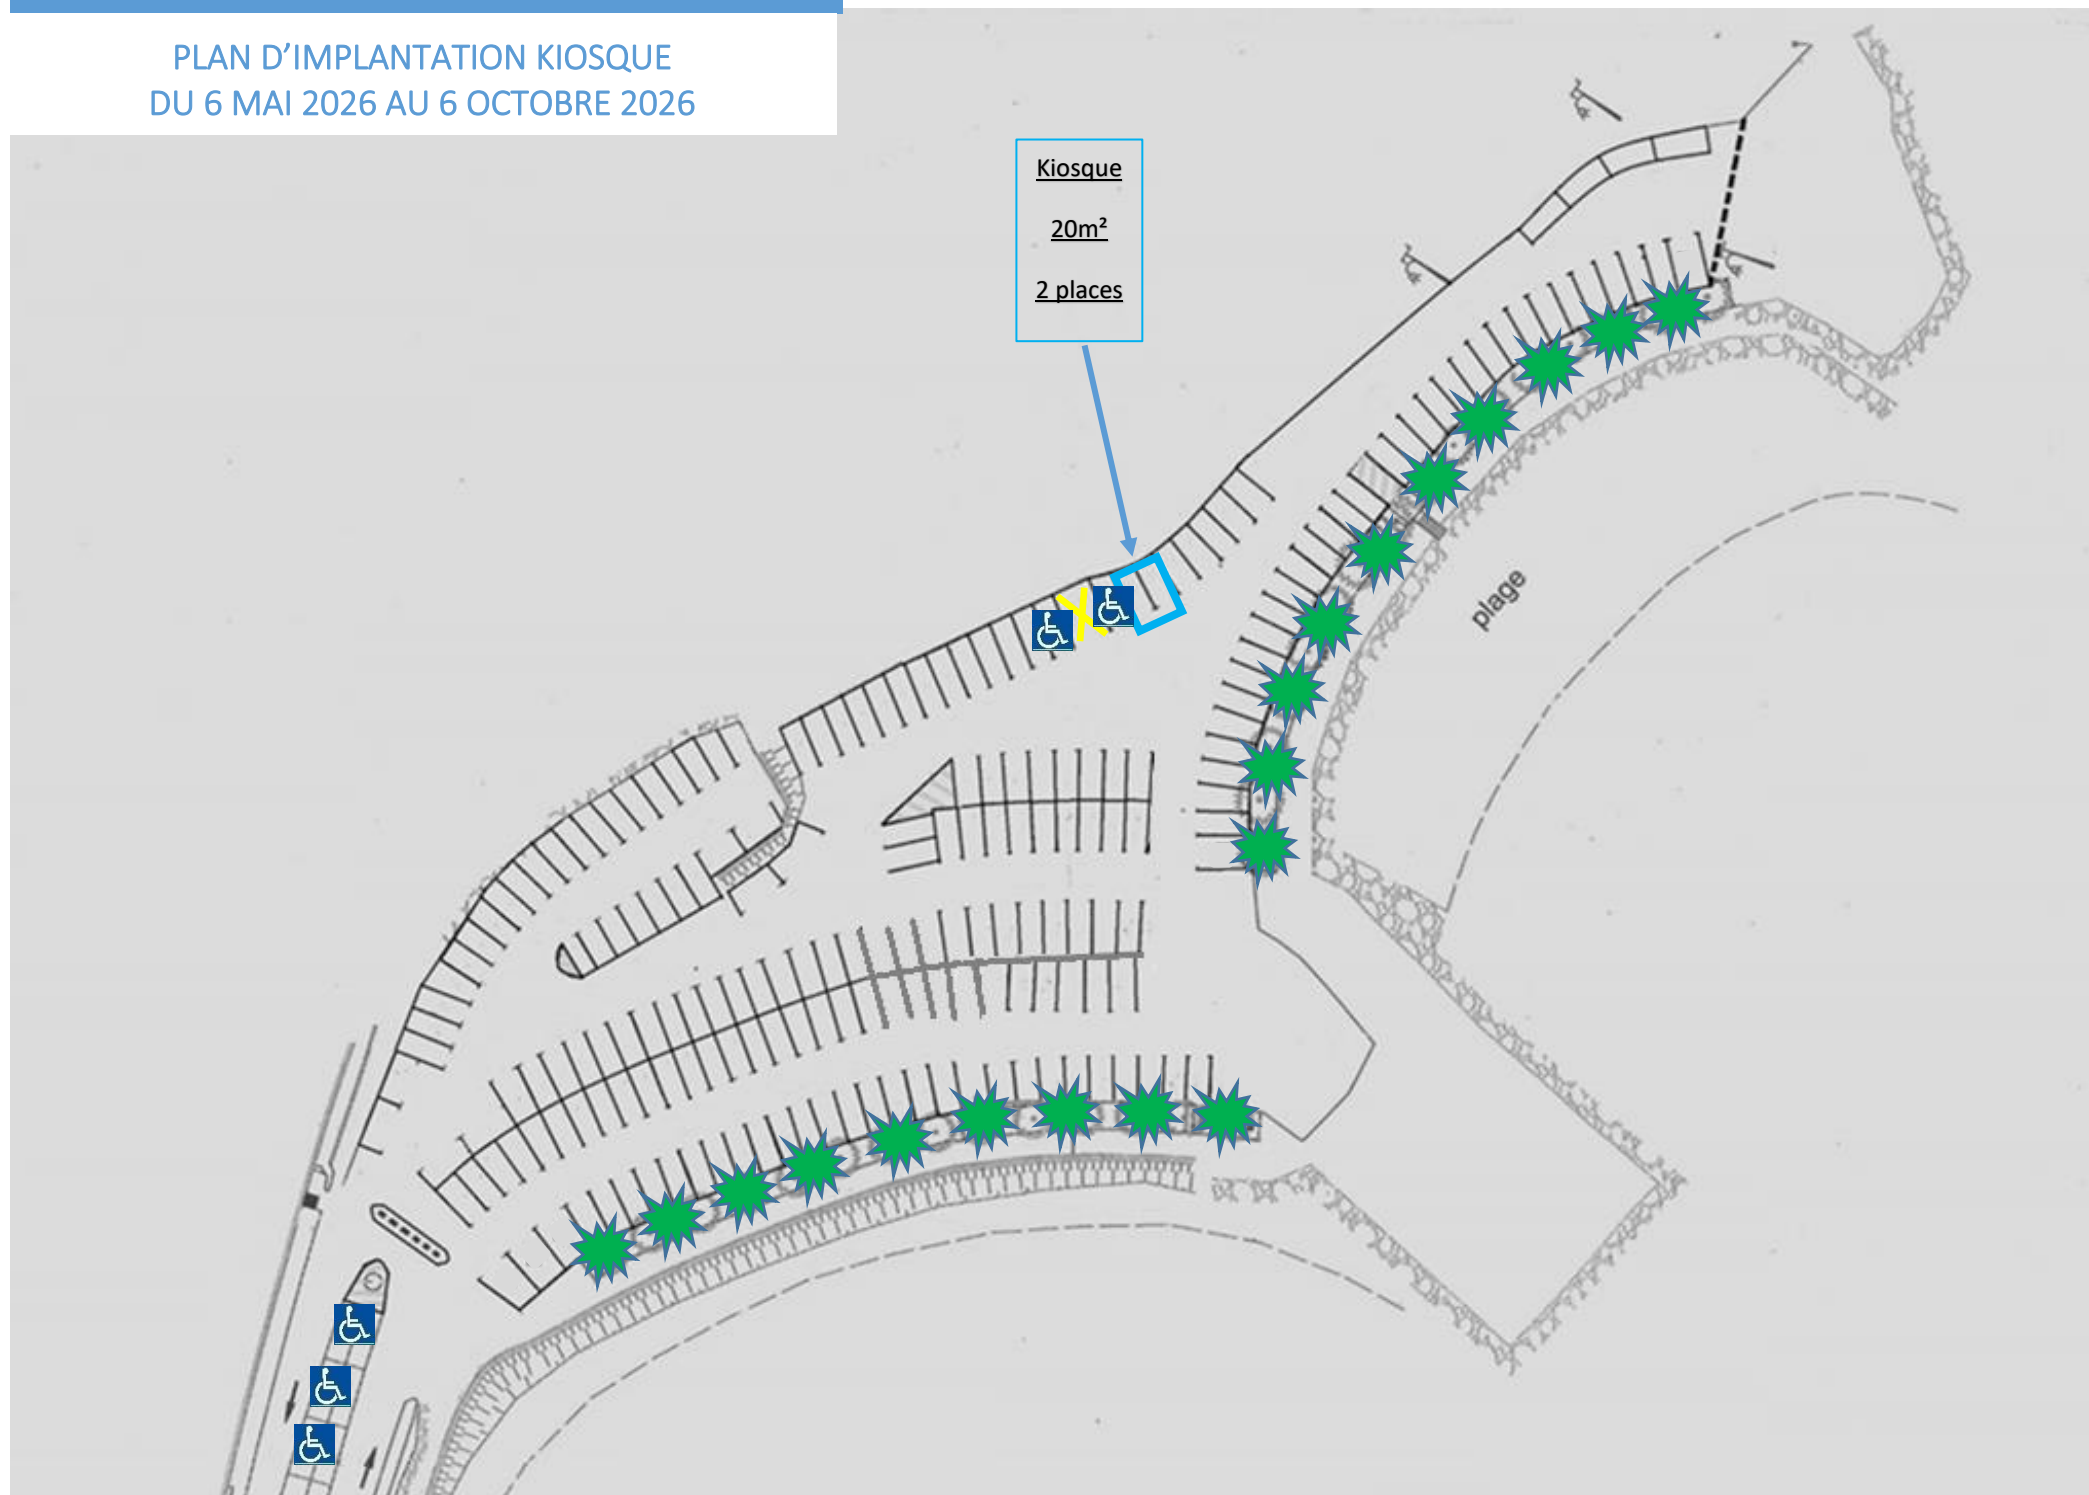 PLAN D’IMPLANTATION KIOSQUE
DU 6 MAI 2026 AU 6 OCTOBRE 2026
Kiosque
20m²
2 places
plage